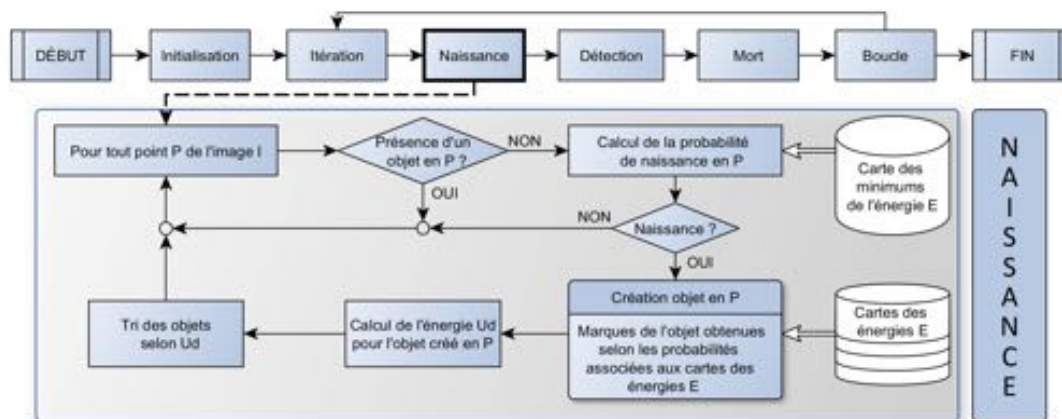 DÉBUT
Initialisation
Itération
Naissance
Détection
Mort
Boucle
FIN
Pour tout point P de l'image I
Présence d'un
objet en P ?
NON
OUI
Calcul de la probabilité
de naissance en P
Carte des
minimums
de l'énergie E
NON
Naissance ?
OUI
Tri des objets
selon Ud
Calcul de l'énergie Ud
pour l'objet créé en P
Création objet en P
Marques de l'objet obtenues
selon les probabilités
associées aux cartes des
énergies E
Cartes des
énergies E
NAISSANCE